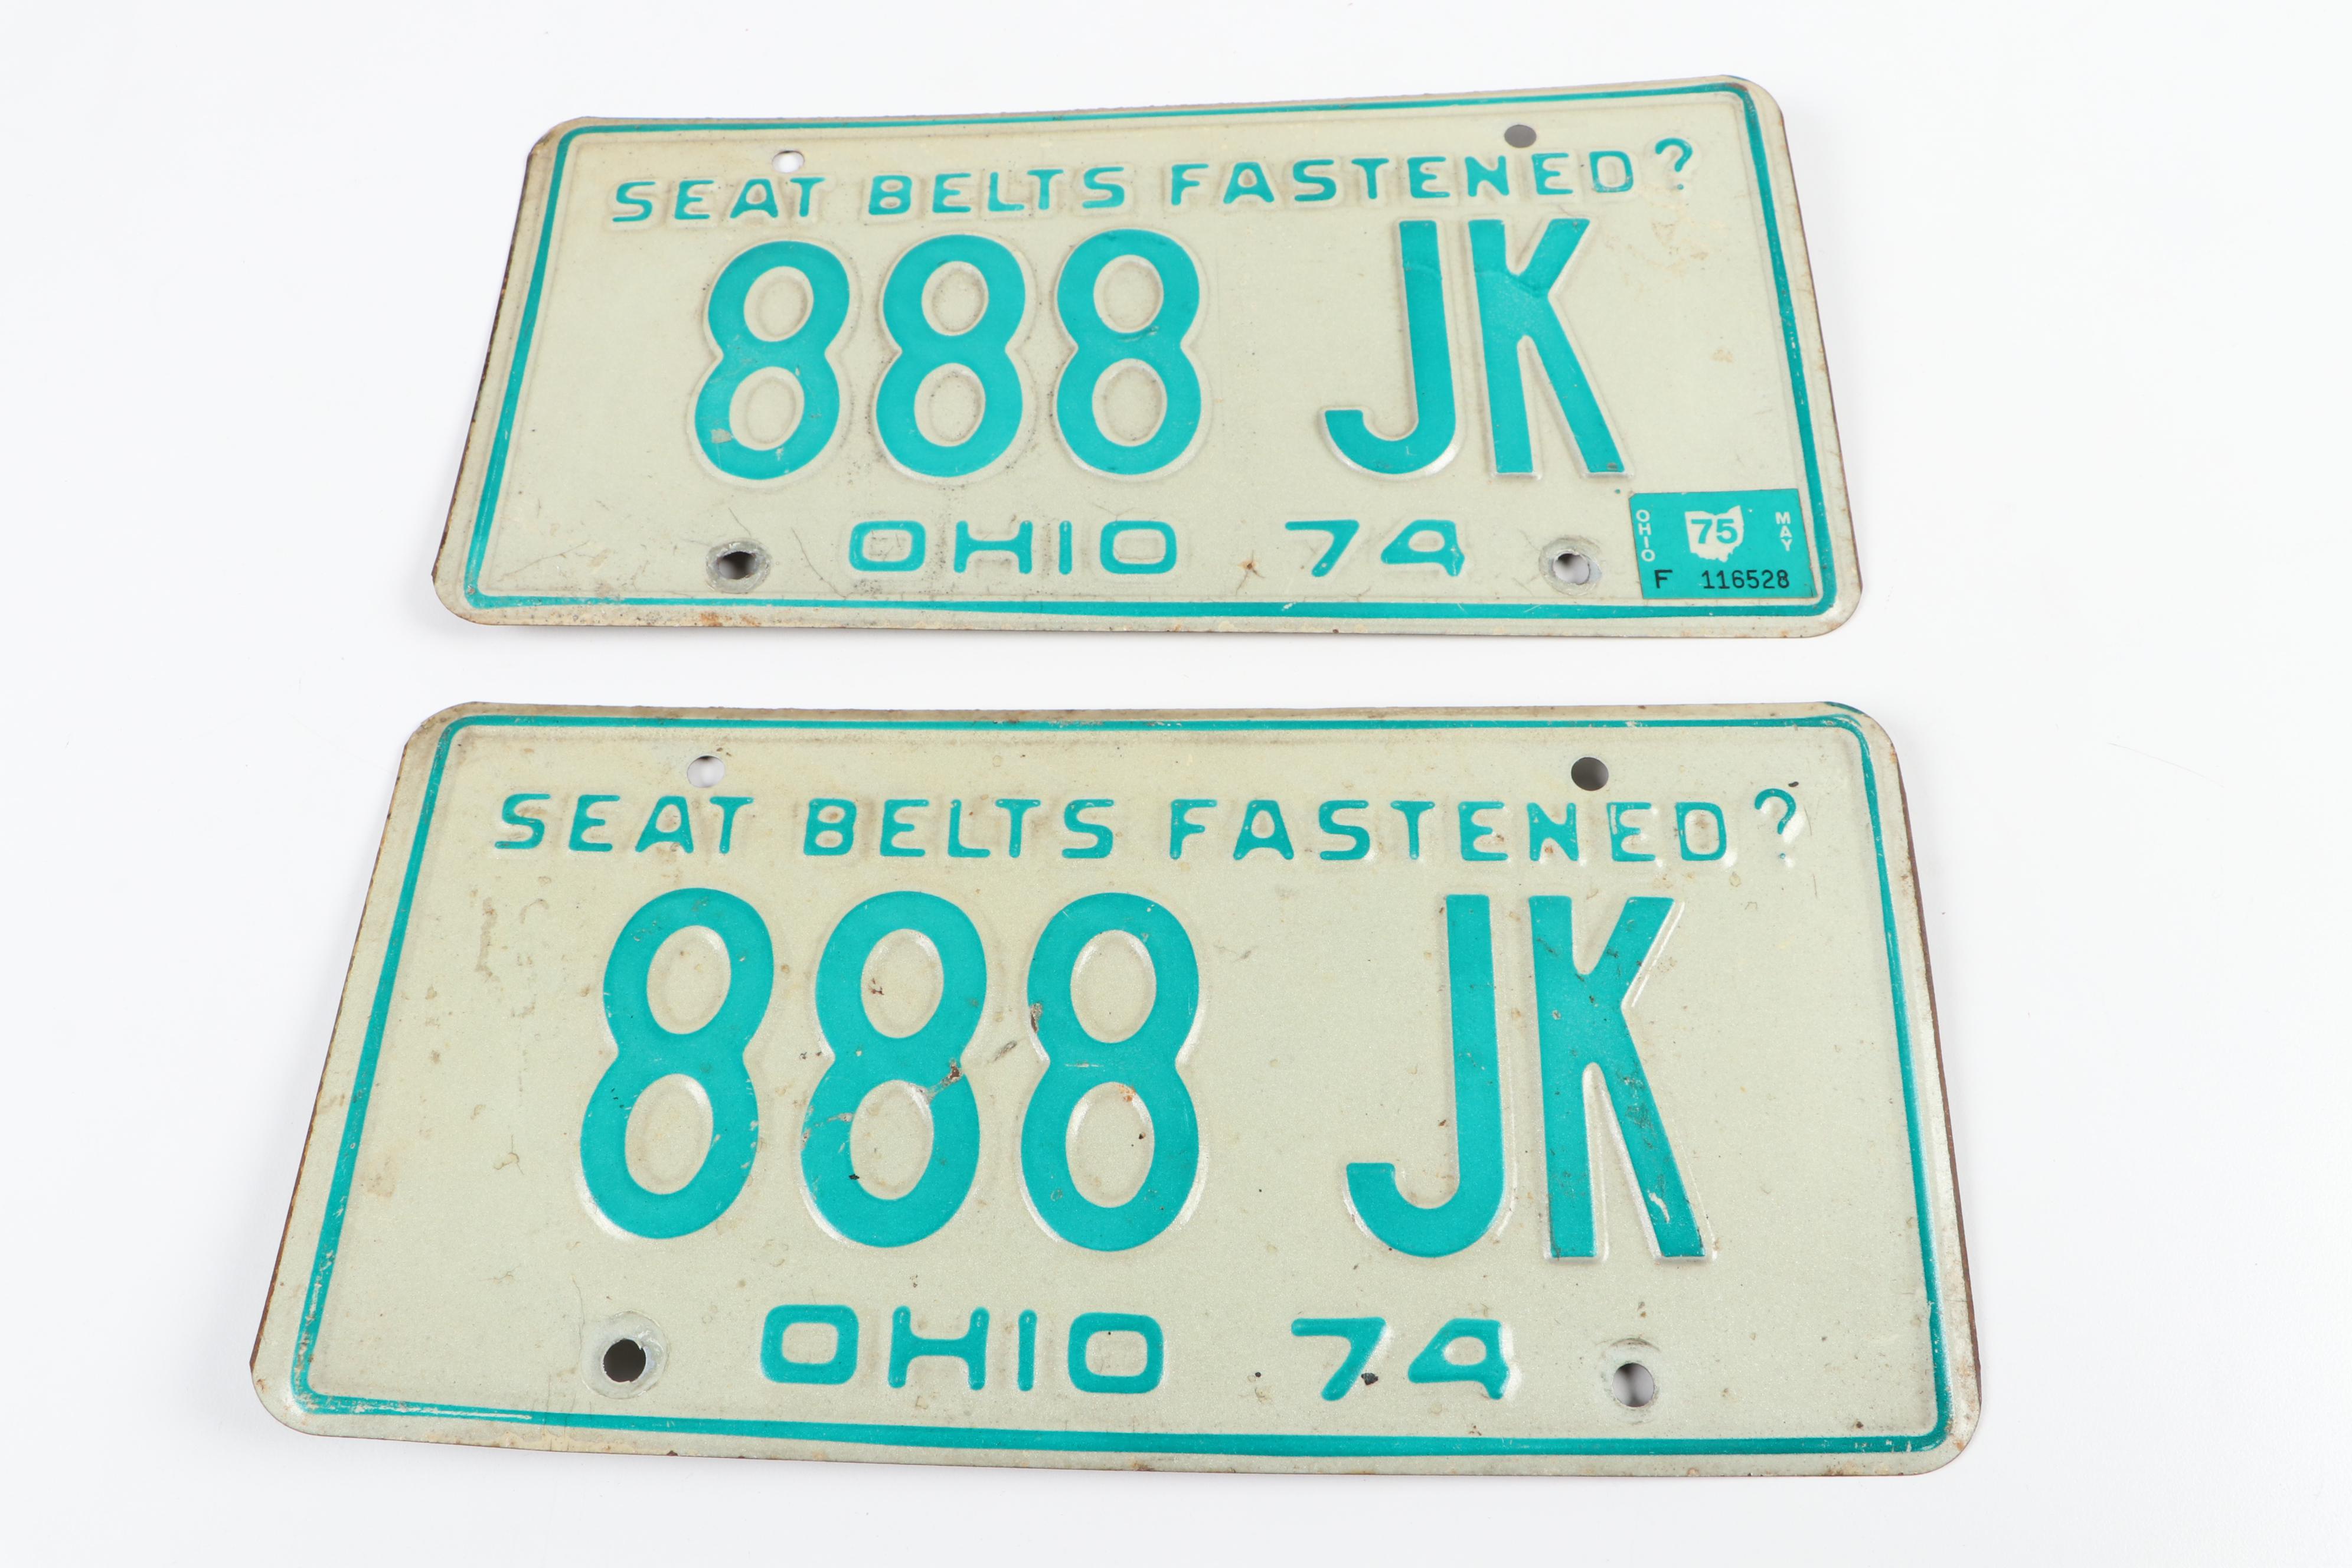 SEAT BELTS FASTENED?
888 JK
OHIO 74
OHIO 75 MAY
F 116528
SEAT BELTS FASTENED?
888 JK
OHIO 74